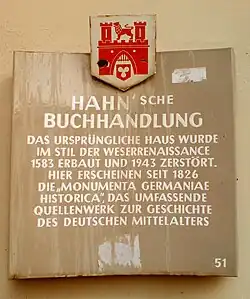 HAHN'SCHE
BUCHHANDLUNG
DAS URSPRÜNGLICHE HAUS WURDE
IM STIL DER WESERRENAISSANCE
1583 ERBAUT UND 1943 ZERSTÖRT.
HIER ERSCHEINEN SEIT 1826
DIE „MONUMENTA GERMANIAE
HISTORICA", DAS UMFASSENDE
QUELLENWERK ZUR GESCHICHTE
DES DEUTSCHEN MITTELALTERS
51